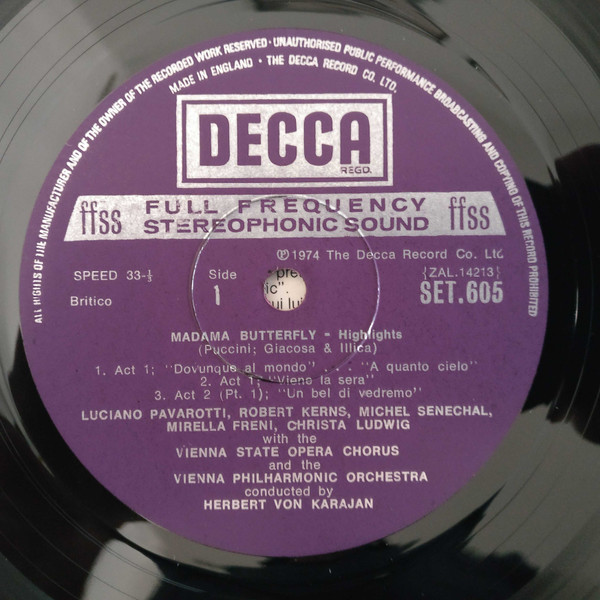 ALL RIGHTS OF THE MANUFACTURER AND OF THE OWNER OF THE RECORDED WORK RESERVED · UNAUTHORISED PUBLIC PERFORMANCE BROADCASTING AND COPYING OF THIS RECORD PROHIBITED
MADE IN ENGLAND • THE DECCA RECORD CO. LTD.
DECCA
REGD.
ffss FULL FREQUENCY STEREOPHONIC SOUND ffss
℗ 1974 The Decca Record Co. Ltd
SPEED 33-⅓ Side {ZAL.14213}
Britico 1 SET.605
pre
ic".
ui lui
MADAMA BUTTERFLY - Highlights
(Puccini; Giacosa & Illica)
1. Act 1; "Dovunque al mondo" . . . "A quanto cielo"
2. Act 1; "Viene la sera"
3. Act 2 (Pt. 1); "Un bel di vedremo"
LUCIANO PAVAROTTI, ROBERT KERNS, MICHEL SENECHAL,
MIRELLA FRENI, CHRISTA LUDWIG
with the
VIENNA STATE OPERA CHORUS
and the
VIENNA PHILHARMONIC ORCHESTRA
conducted by
HERBERT VON KARAJAN